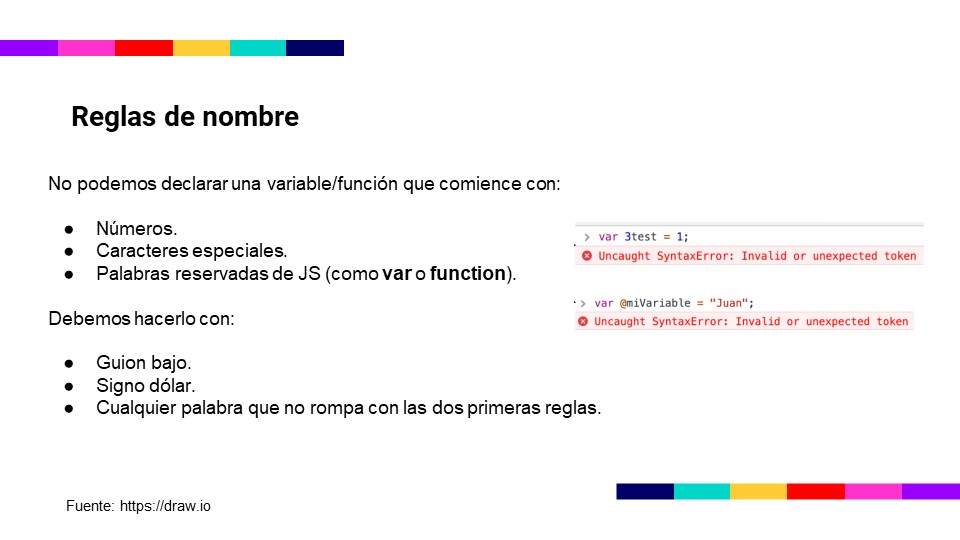 Reglas de nombre
No podemos declarar una variable/función que comience con:
● Números.
● Caracteres especiales.
● Palabras reservadas de JS (como var o function).
Debemos hacerlo con:
● Guion bajo.
● Signo dólar.
● Cualquier palabra que no rompa con las dos primeras reglas.
> var 3test = 1;
Uncaught SyntaxError: Invalid or unexpected token
> var @miVariable = "Juan";
Uncaught SyntaxError: Invalid or unexpected token
Fuente: https://draw.io